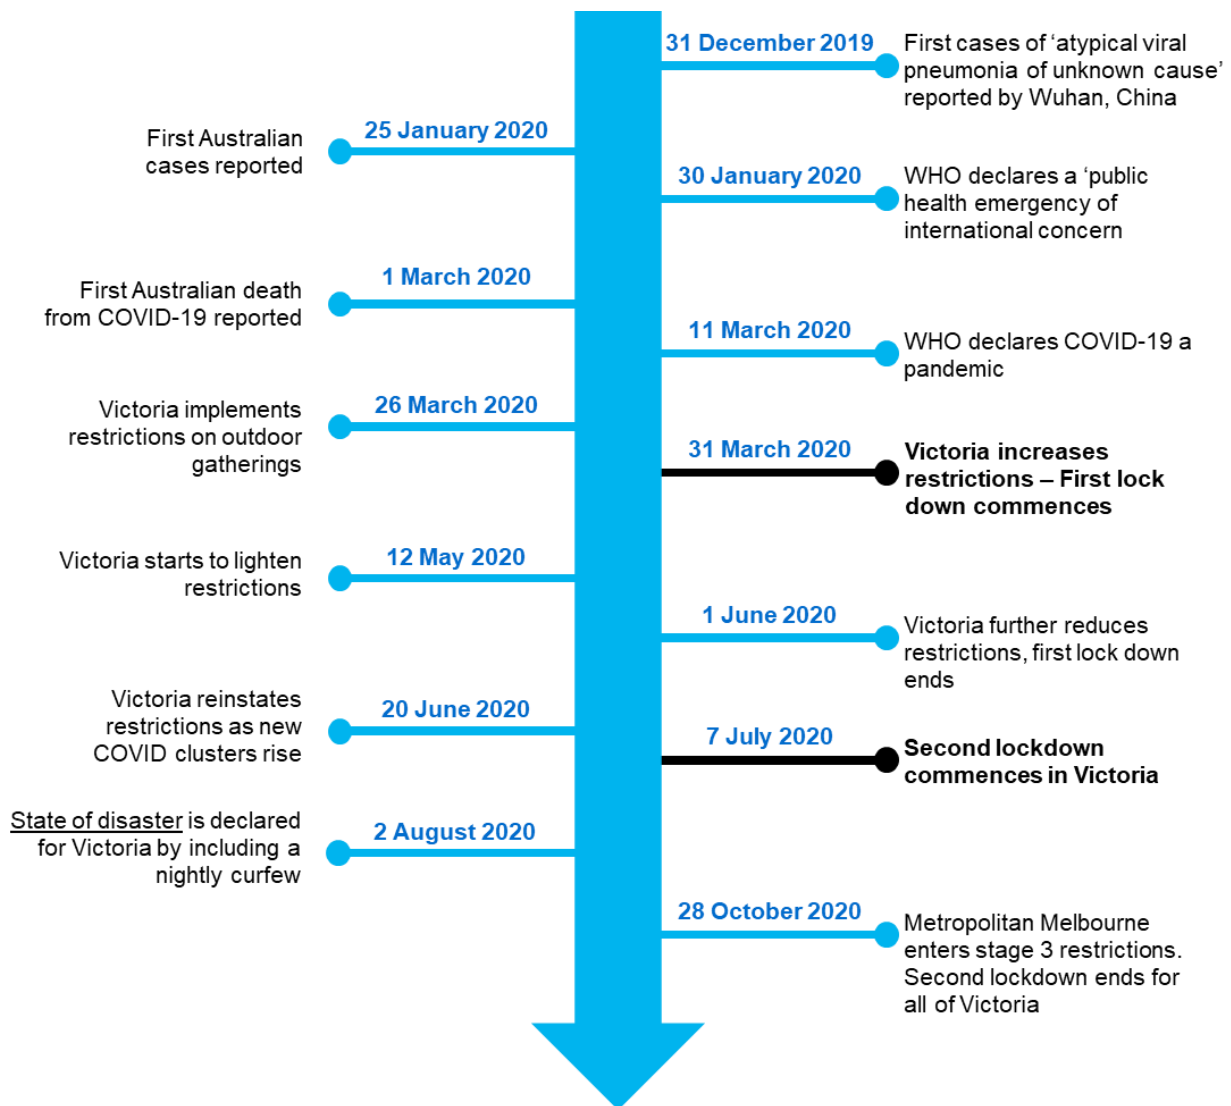 31 December 2019
First cases of ‘atypical viral
pneumonia of unknown cause’
reported by Wuhan, China
25 January 2020
First Australian
cases reported
30 January 2020
WHO declares a ‘public
health emergency of
international concern
1 March 2020
First Australian death
from COVID-19 reported
11 March 2020
WHO declares COVID-19 a
pandemic
26 March 2020
Victoria implements
restrictions on outdoor
gatherings
31 March 2020
Victoria increases
restrictions – First lock
down commences
12 May 2020
Victoria starts to lighten
restrictions
1 June 2020
Victoria further reduces
restrictions, first lock down
ends
20 June 2020
Victoria reinstates
restrictions as new
COVID clusters rise
7 July 2020
Second lockdown
commences in Victoria
2 August 2020
State of disaster is declared
for Victoria by including a
nightly curfew
28 October 2020
Metropolitan Melbourne
enters stage 3 restrictions.
Second lockdown ends for
all of Victoria